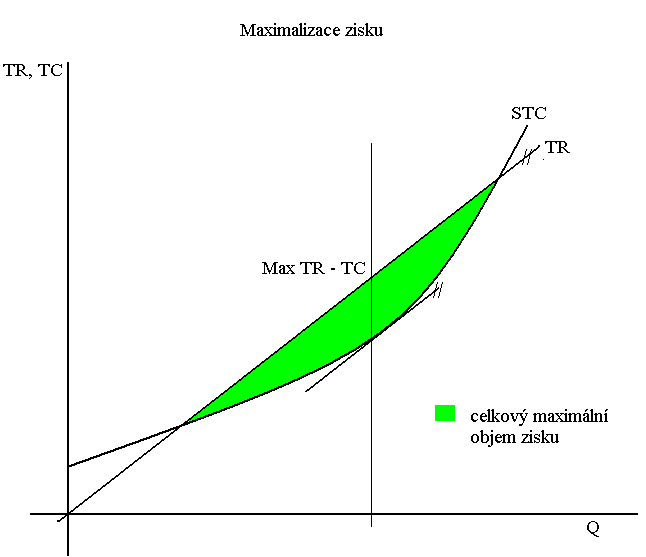 Maximalizace zisku
TR, TC
STC
TR
Max TR - TC
celkový maximální
objem zisku
Q